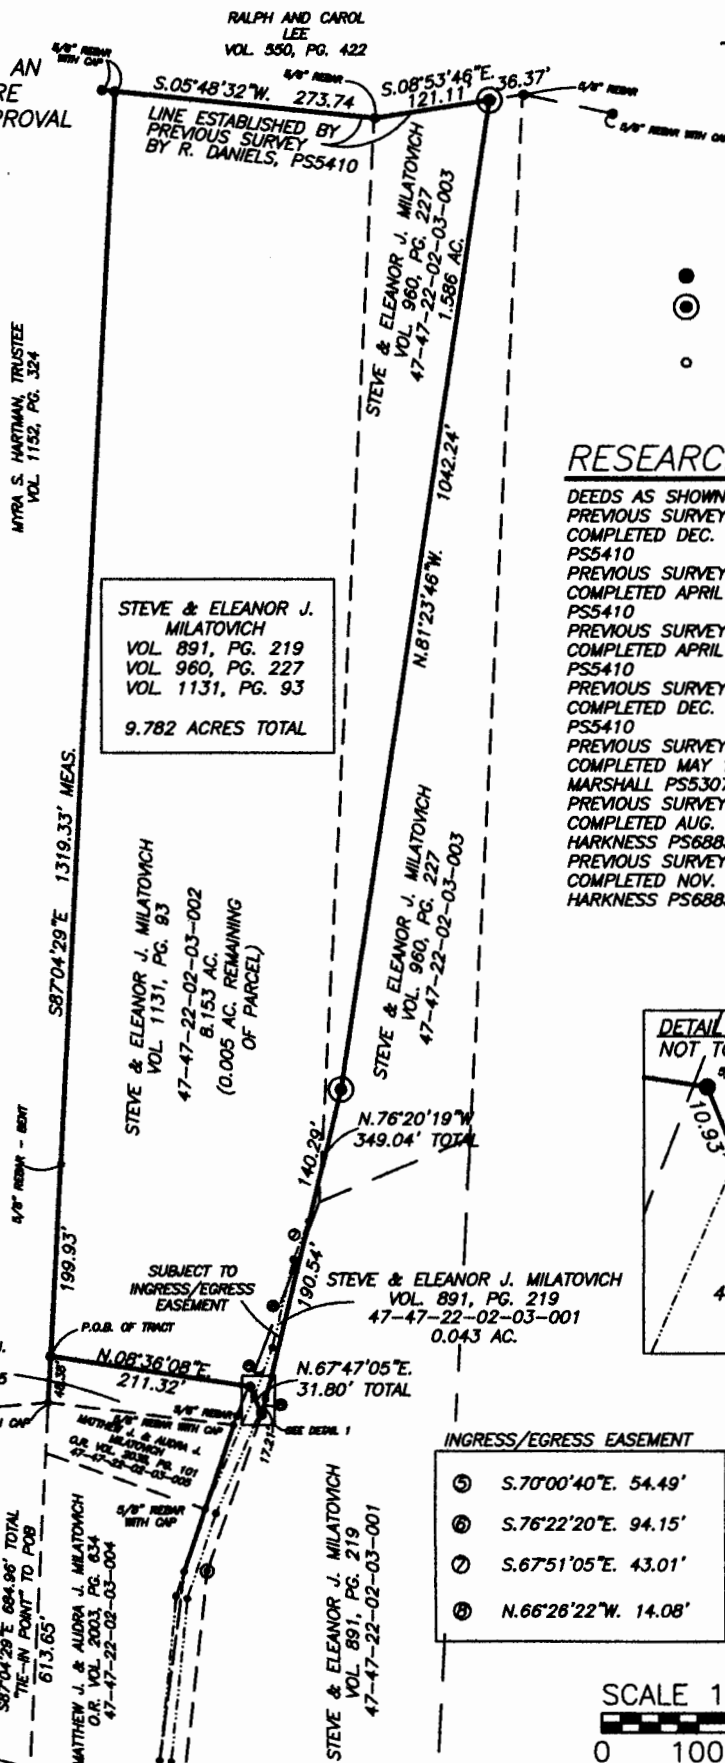 RALPH AND CAROL
LEE
VOL. 550, PG. 422
AN
RE
PROVAL
5/8" REBAR
WITH CAP
S.05°48'32"W. 273.74
5/8" REBAR
S.08°53'46"E.
121.11'
36.37'
5/8" REBAR
5/8" REBAR WITH CAP
LINE ESTABLISHED BY
PREVIOUS SURVEY
BY R. DANIELS, PS5410
STEVE & ELEANOR J. MILATOVICH
VOL. 960, PG. 227
47-47-22-02-03-003
1.586 AC.
MYRA S. HARTMAN, TRUSTEE
VOL. 1152, PG. 324
1042.24'
N.81°23'46"W.
RESEARC
DEEDS AS SHOWN
PREVIOUS SURVEY
COMPLETED DEC.
PS5410
PREVIOUS SURVEY
COMPLETED APRIL
PS5410
PREVIOUS SURVEY
COMPLETED APRIL
PS5410
PREVIOUS SURVEY
COMPLETED DEC.
PS5410
PREVIOUS SURVEY
COMPLETED MAY
MARSHALL PS5307
PREVIOUS SURVEY
COMPLETED AUG.
HARKNESS PS688
PREVIOUS SURVEY
COMPLETED NOV.
HARKNESS PS688
STEVE & ELEANOR J.
MILATOVICH
VOL. 891, PG. 219
VOL. 960, PG. 227
VOL. 1131, PG. 93
9.782 ACRES TOTAL
S87°04'29"E 1319.33' MEAS.
STEVE & ELEANOR J. MILATOVICH
VOL. 1131, PG. 93
47-47-22-02-03-002
8.153 AC.
(0.005 AC. REMAINING
OF PARCEL)
STEVE & ELEANOR J. MILATOVICH
VOL. 960, PG. 227
47-47-22-02-03-003
DETAIL
NOT TO
10.93'
4
N.76°20'19"W
349.04' TOTAL
140.29'
5/8" REBAR - BENT
199.93'
190.54'
SUBJECT TO
INGRESS/EGRESS
EASEMENT
STEVE & ELEANOR J. MILATOVICH
VOL. 891, PG. 219
47-47-22-02-03-001
0.043 AC.
P.O.B. OF TRACT
N.08°36'08"E.
211.32'
N.67°47'05"E.
31.80' TOTAL
5/8" REBAR
5/8" REBAR WITH CAP
SEE DETAIL 1
17.21'
MATTHEW J. & AUDRA J.
MILATOVICH
O.R. VOL. 2038, PG. 101
47-47-22-02-03-005
5/8" REBAR
WITH CAP
S87°04'29"E 684.96' TOTAL
"TIE-IN POINT" TO POB
613.65'
MATTHEW J. & AUDRA J. MILATOVICH
O.R. VOL. 2003, PG. 634
47-47-22-02-03-004
STEVE & ELEANOR J. MILATOVICH
VOL. 891, PG. 219
47-47-22-02-03-001
INGRESS/EGRESS EASEMENT
5 S.70°00'40"E. 54.49'
6 S.76°22'20"E. 94.15'
7 S.67°51'05"E. 43.01'
8 N.66°26'22"W. 14.08'
SCALE 1
0 100